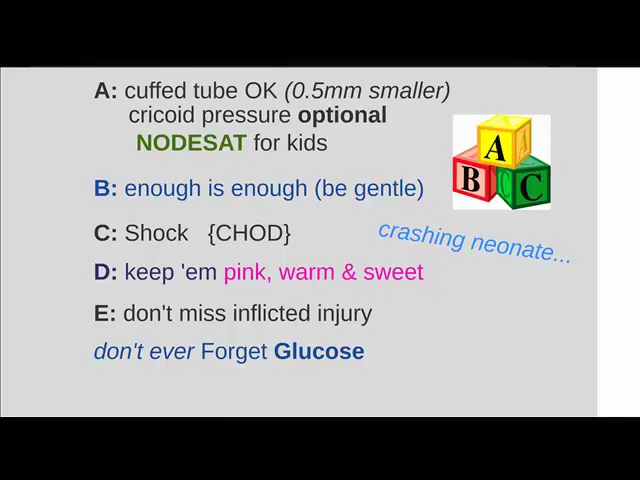 A: cuffed tube OK (0.5mm smaller)
cricoid pressure optional
NODESAT for kids
B: enough is enough (be gentle)
C: Shock {CHOD}
crashing neonate...
D: keep 'em pink, warm & sweet
E: don't miss inflicted injury
don't ever Forget Glucose
A
B C C